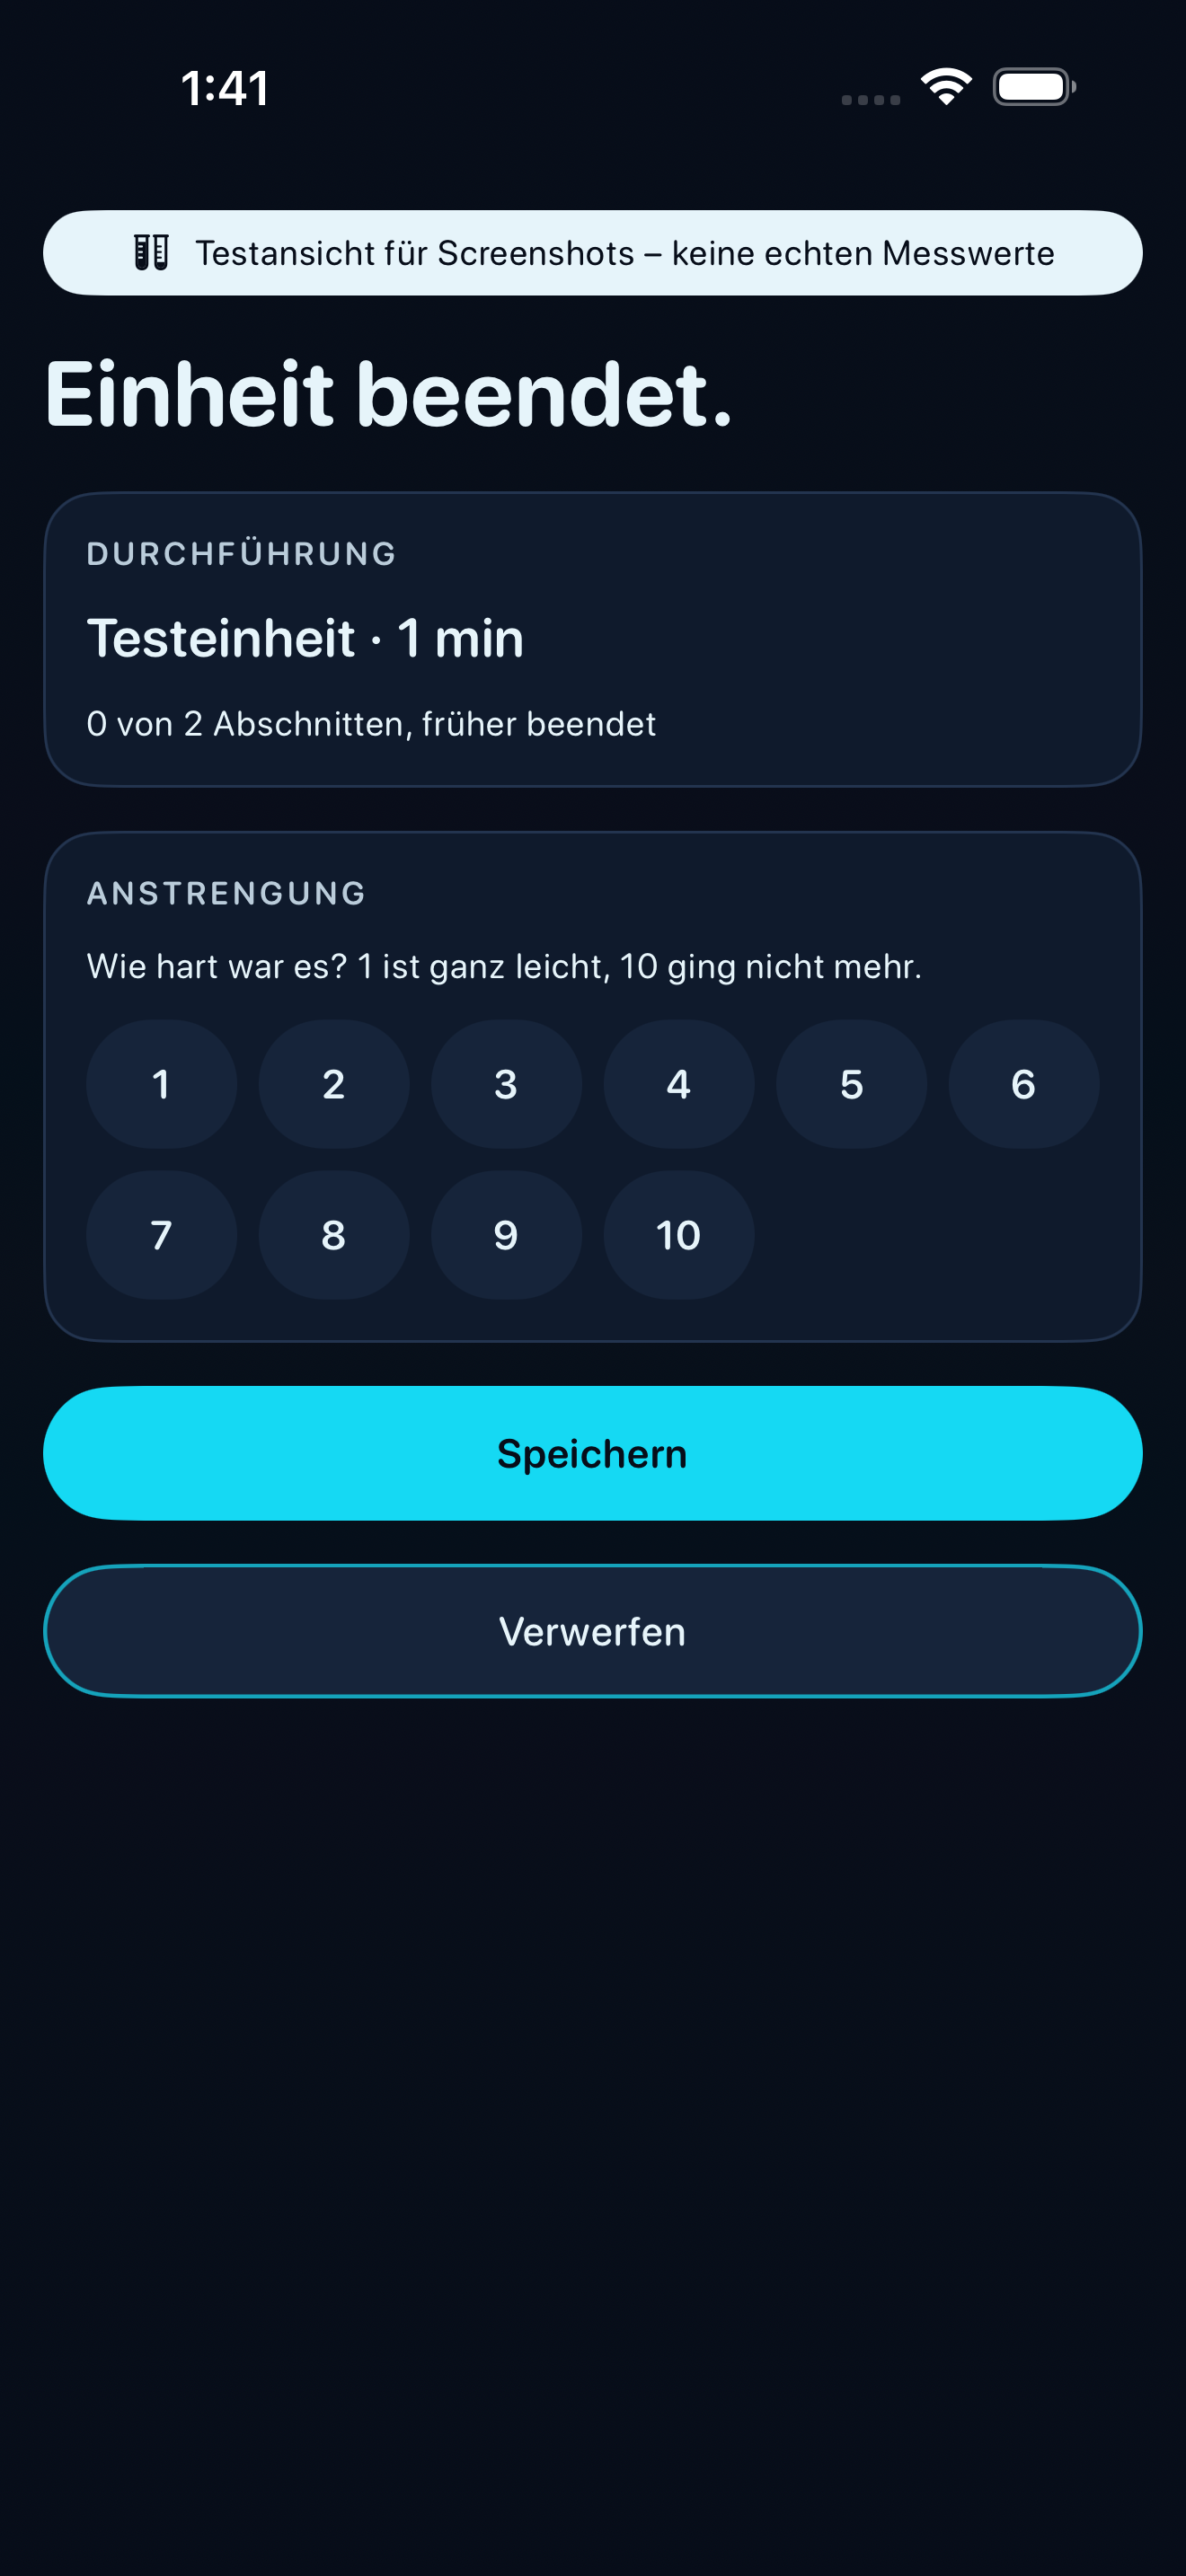 1:41
Testansicht für Screenshots – keine echten Messwerte
Einheit beendet.
DURCHFÜHRUNG
Testeinheit · 1 min
0 von 2 Abschnitten, früher beendet
ANSTRENGUNG
Wie hart war es? 1 ist ganz leicht, 10 ging nicht mehr.
1 2 3 4 5 6
7 8 9 10
Speichern
Verwerfen